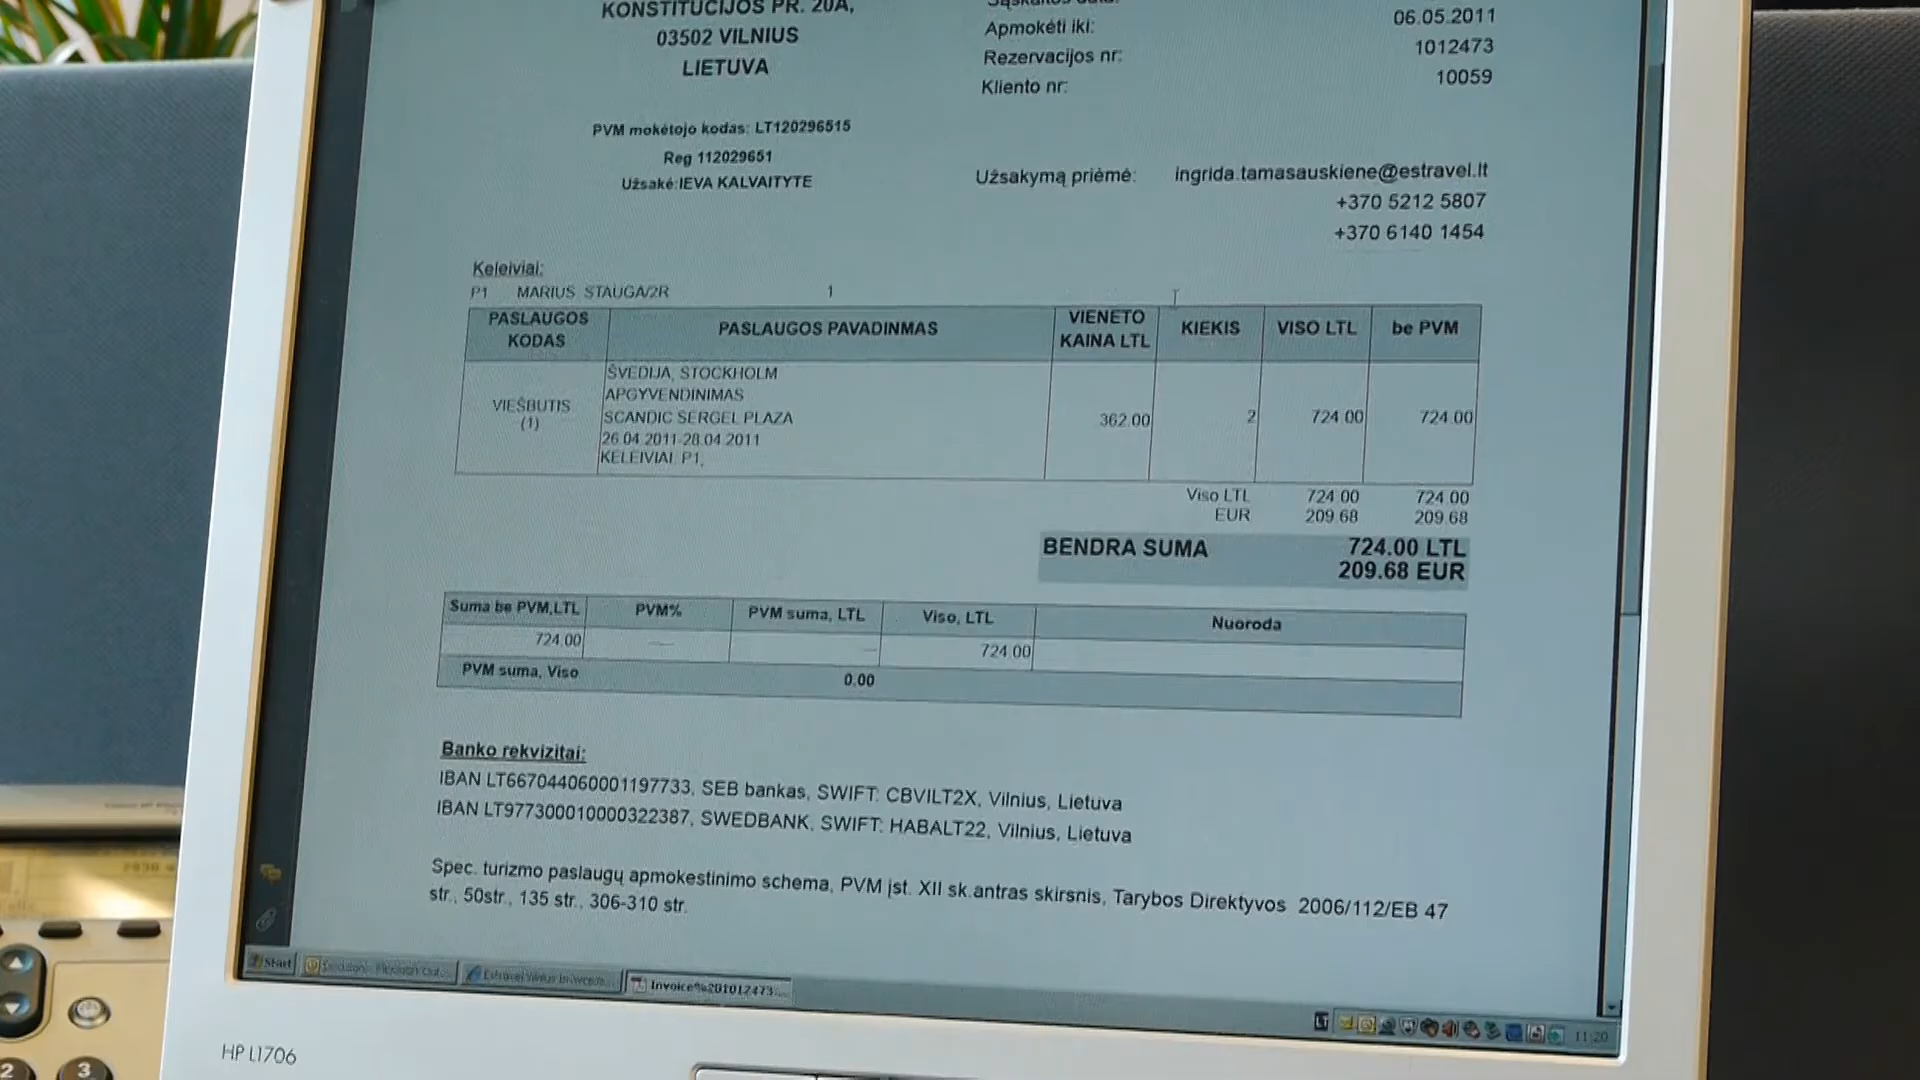 KONSTITUCIJOS PR. 20A,
03502 VILNIUS
LIETUVA
PVM mokėtojo kodas: LT120296515
Reg 112029651
Užsakė:IEVA KALVAITYTE
Apmokėti iki: 06.05.2011
Rezervacijos nr: 1012473
Kliento nr: 10059
Užsakymą priėmė: ingrida.tamasauskiene@estravel.lt
+370 5212 5807
+370 6140 1454
Keleiviai:
P1 MARIUS STAUGA/2R 1
PASLAUGOS KODAS PASLAUGOS PAVADINMAS VIENETO KAINA LTL KIEKIS VISO LTL be PVM
VIEŠBUTIS (1)
ŠVEDIJA, STOCKHOLM
APGYVENDINIMAS
SCANDIC SERGEL PLAZA
26.04.2011-28.04.2011
KELEIVIAI: P1,
362.00 2 724.00 724.00
Viso LTL 724.00 724.00
EUR 209.68 209.68
BENDRA SUMA 724.00 LTL
209.68 EUR
Suma be PVM,LTL PVM% PVM suma, LTL Viso, LTL Nuoroda
724.00 — — 724.00
PVM suma, Viso 0.00
Banko rekvizitai:
IBAN LT667044060001197733, SEB bankas, SWIFT: CBVILT2X, Vilnius, Lietuva
IBAN LT977300010000322387, SWEDBANK, SWIFT: HABALT22, Vilnius, Lietuva
Spec. turizmo paslaugų apmokestinimo schema, PVM įst. XII sk.antras skirsnis, Tarybos Direktyvos 2006/112/EB 47
str., 50str., 135 str., 306-310 str.
Start
Invoice%201012473...
LT
11:20
HP L1706
2 3